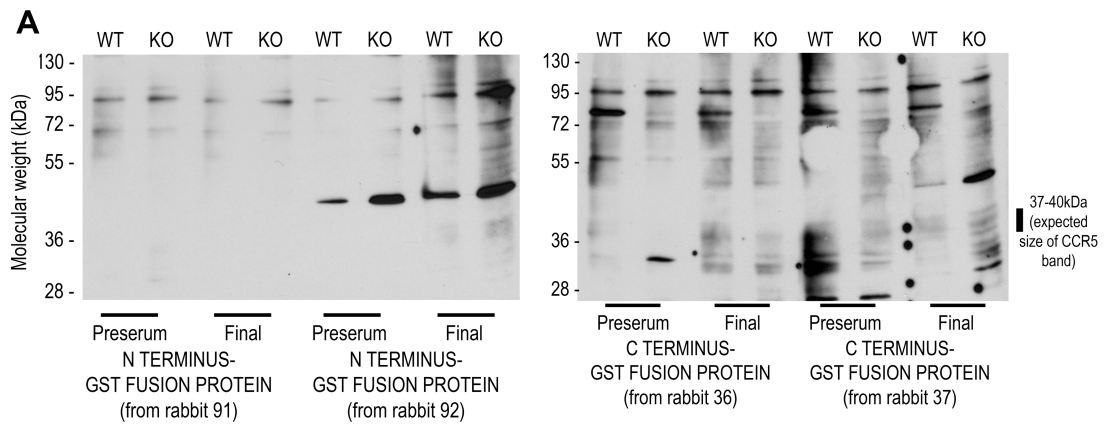 A
WT KO WT KO WT KO WT KO
WT KO WT KO WT KO WT KO
Molecular weight (kDa)
130 -
95 -
72 -
55 -
36 -
28 -
130 -
95 -
72 -
55 -
36 -
28 -
37-40kDa
(expected
size of CCR5
band)
Preserum Final Preserum Final
N TERMINUS-
GST FUSION PROTEIN
(from rabbit 91)
N TERMINUS-
GST FUSION PROTEIN
(from rabbit 92)
Preserum Final Preserum Final
C TERMINUS-
GST FUSION PROTEIN
(from rabbit 36)
C TERMINUS-
GST FUSION PROTEIN
(from rabbit 37)